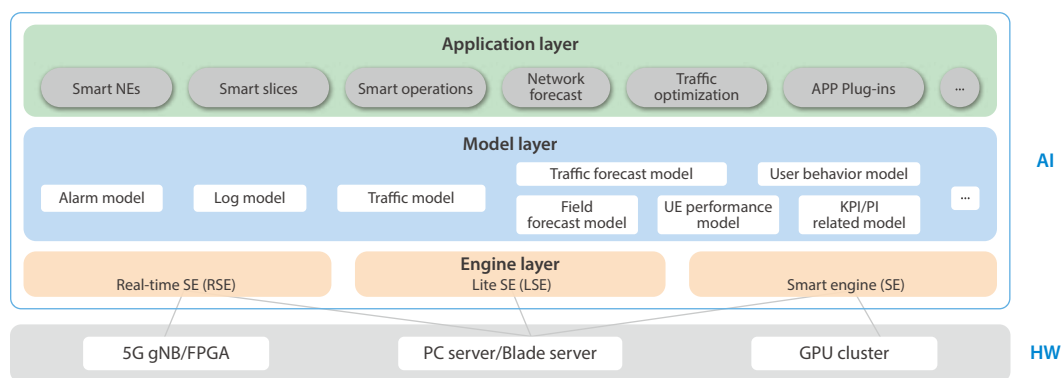 Application layer
Smart NEs
Smart slices
Smart operations
Network
forecast
Traffic
optimization
APP Plug-ins
...
Model layer
Alarm model
Log model
Traffic model
Traffic forecast model
User behavior model
Field
forecast model
UE performance
model
KPI/PI
related model
...
AI
Engine layer
Real-time SE (RSE)
Lite SE (LSE)
Smart engine (SE)
5G gNB/FPGA
PC server/Blade server
GPU cluster
HW